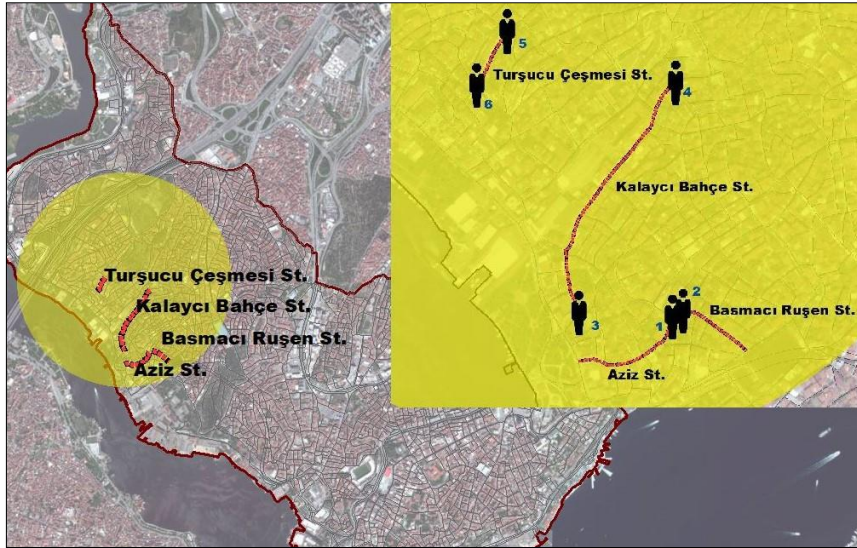 Turşucu Çeşmesi St.
Kalaycı Bahçe St.
Basmacı Ruşen St.
Aziz St.
5
Turşucu Çeşmesi St.
6
4
Kalaycı Bahçe St.
2
Basmacı Ruşen St.
3
1
Aziz St.